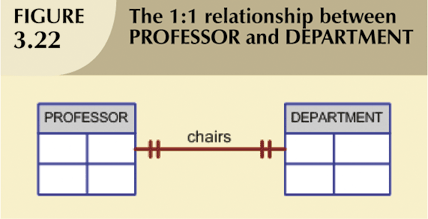 FIGURE
3.22
The 1:1 relationship between
PROFESSOR and DEPARTMENT
PROFESSOR
chairs
DEPARTMENT